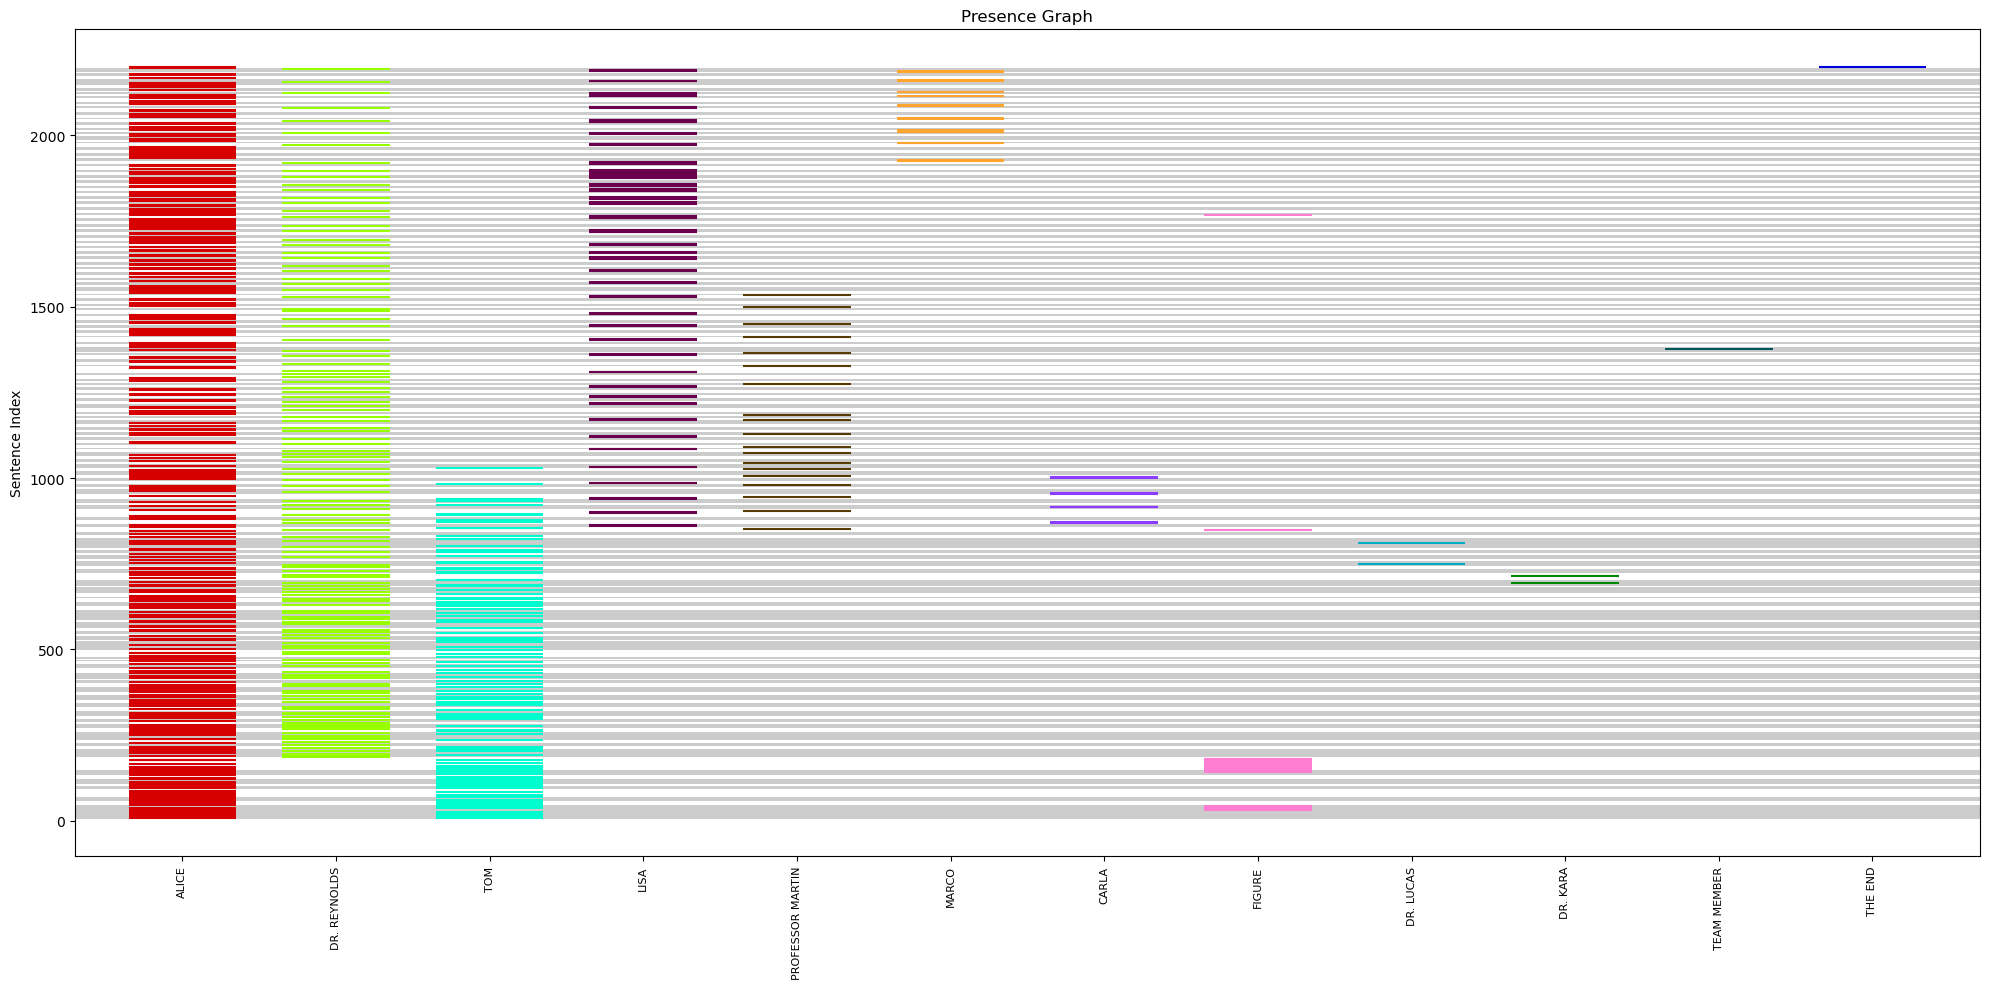 Presence Graph
Sentence Index
2000
1500
1000
500
0
ALICE
DR. REYNOLDS
TOM
LISA
PROFESSOR MARTIN
MARCO
CARLA
FIGURE
DR. LUCAS
DR. KARA
TEAM MEMBER
THE END